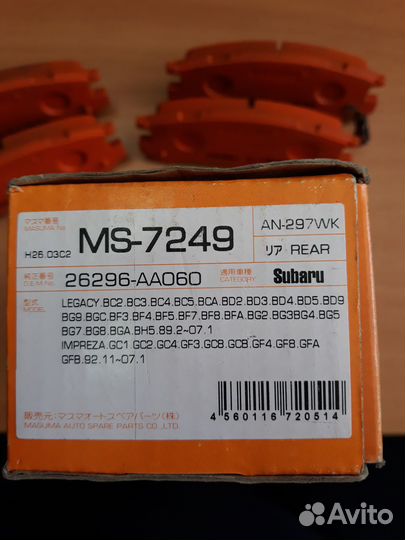 マスマ番号
MASUMA No.
H26.03C2
MS-7249
AN-297WK
リア REAR
純正番号
O.E.M.No.
26296-AA060
適用車種
CATEGORY
Subaru
型式
MODEL
LEGACY.BC2.BC3.BC4.BC5.BCA.BD2.BD3.BD4.BD5.BD9
BG9.BGC.BF3.BF4.BF5.BF7.BF8.BFA.BG2.BG3BG4.BG5
BG7.BG8.BGA.BH5.89.2~07.1
IMPREZA.GC1.GC2.GC4.GF3.GC8.GC8.GF4.GF8.GFA
GFB.92.11~07.1
販売元:マスマオートスペアパーツ(株)
MASUMA AUTO SPARE PARTS CO.,LTD.
4 560116 720514
Avito